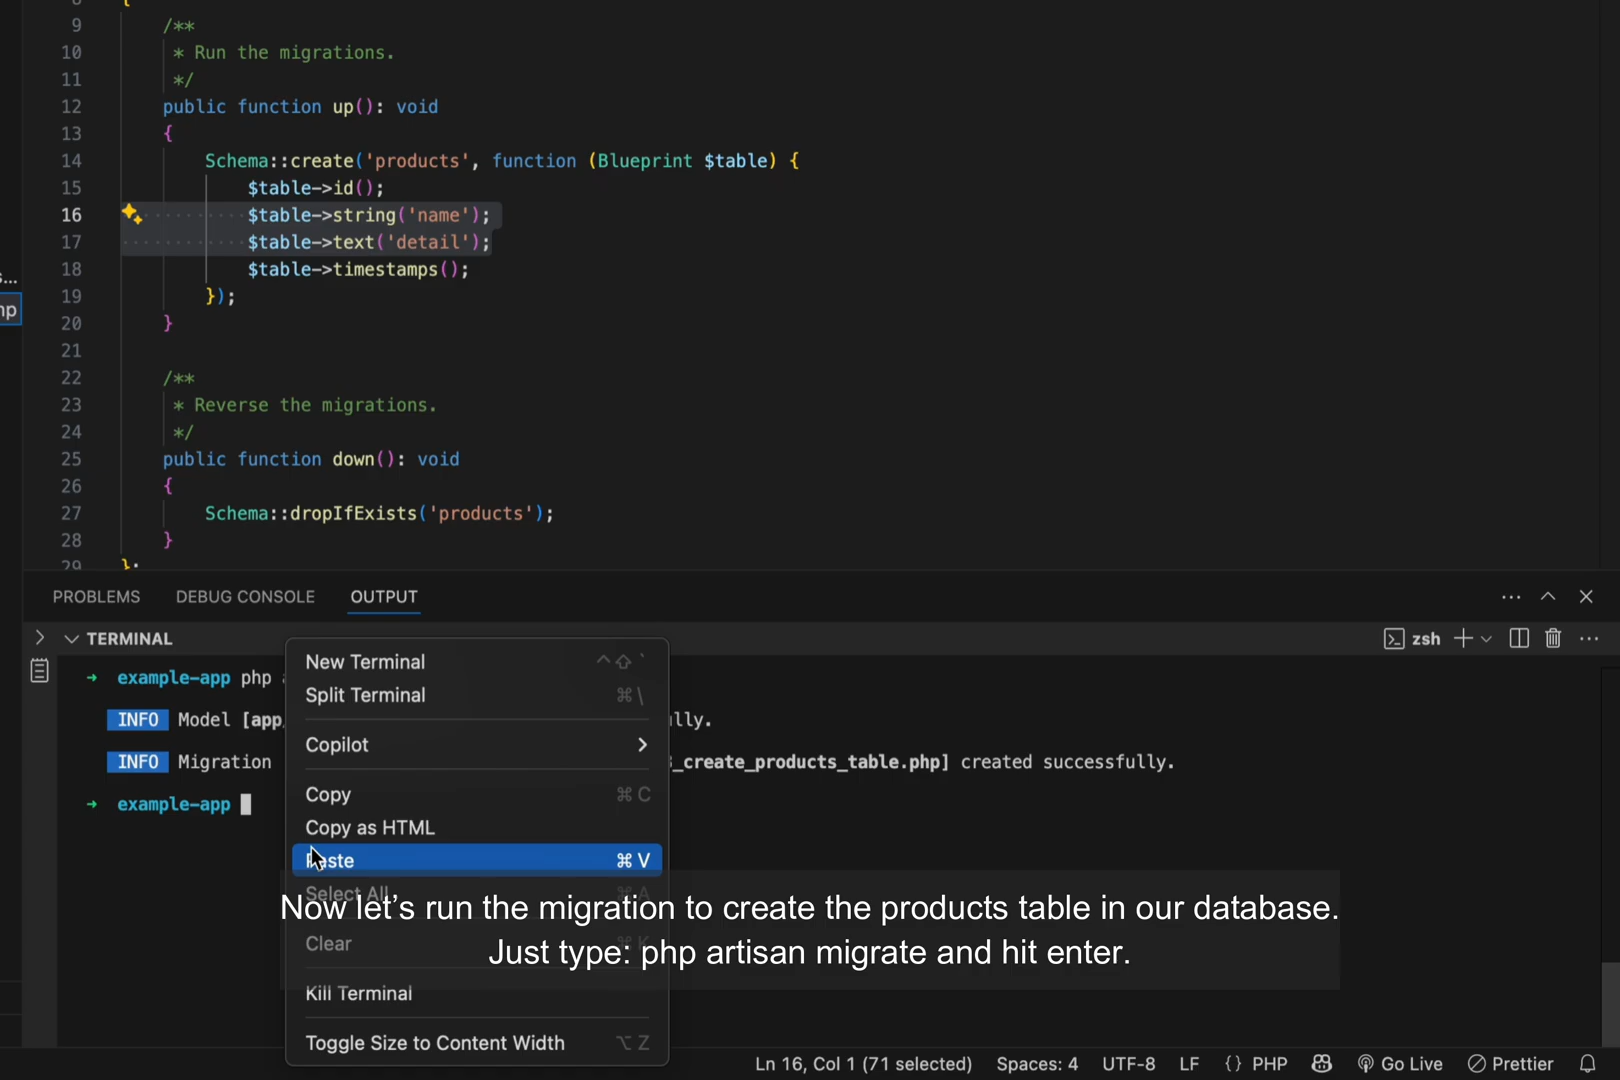 8 {
9 /**
10 * Run the migrations.
11 */
12 public function up(): void
13 {
14 Schema::create('products', function (Blueprint $table) {
15 $table->id();
16 $table->string('name');
17 $table->text('detail');
18 $table->timestamps();
19 });
20 }
21
22 /**
23 * Reverse the migrations.
24 */
25 public function down(): void
26 {
27 Schema::dropIfExists('products');
28 }
29 };
s...
hp
PROBLEMS DEBUG CONSOLE OUTPUT
TERMINAL zsh
→ example-app php
INFO Model [app lly.
INFO Migration _create_products_table.php] created successfully.
→ example-app
New Terminal ^⇧`
Split Terminal ⌘\
Copilot
Copy ⌘C
Copy as HTML
Paste ⌘V
Select All ⌘A
Clear ⌘K
Kill Terminal
Toggle Size to Content Width ⌥Z
Now let’s run the migration to create the products table in our database.
Just type: php artisan migrate and hit enter.
Ln 16, Col 1 (71 selected) Spaces: 4 UTF-8 LF {} PHP Go Live Prettier